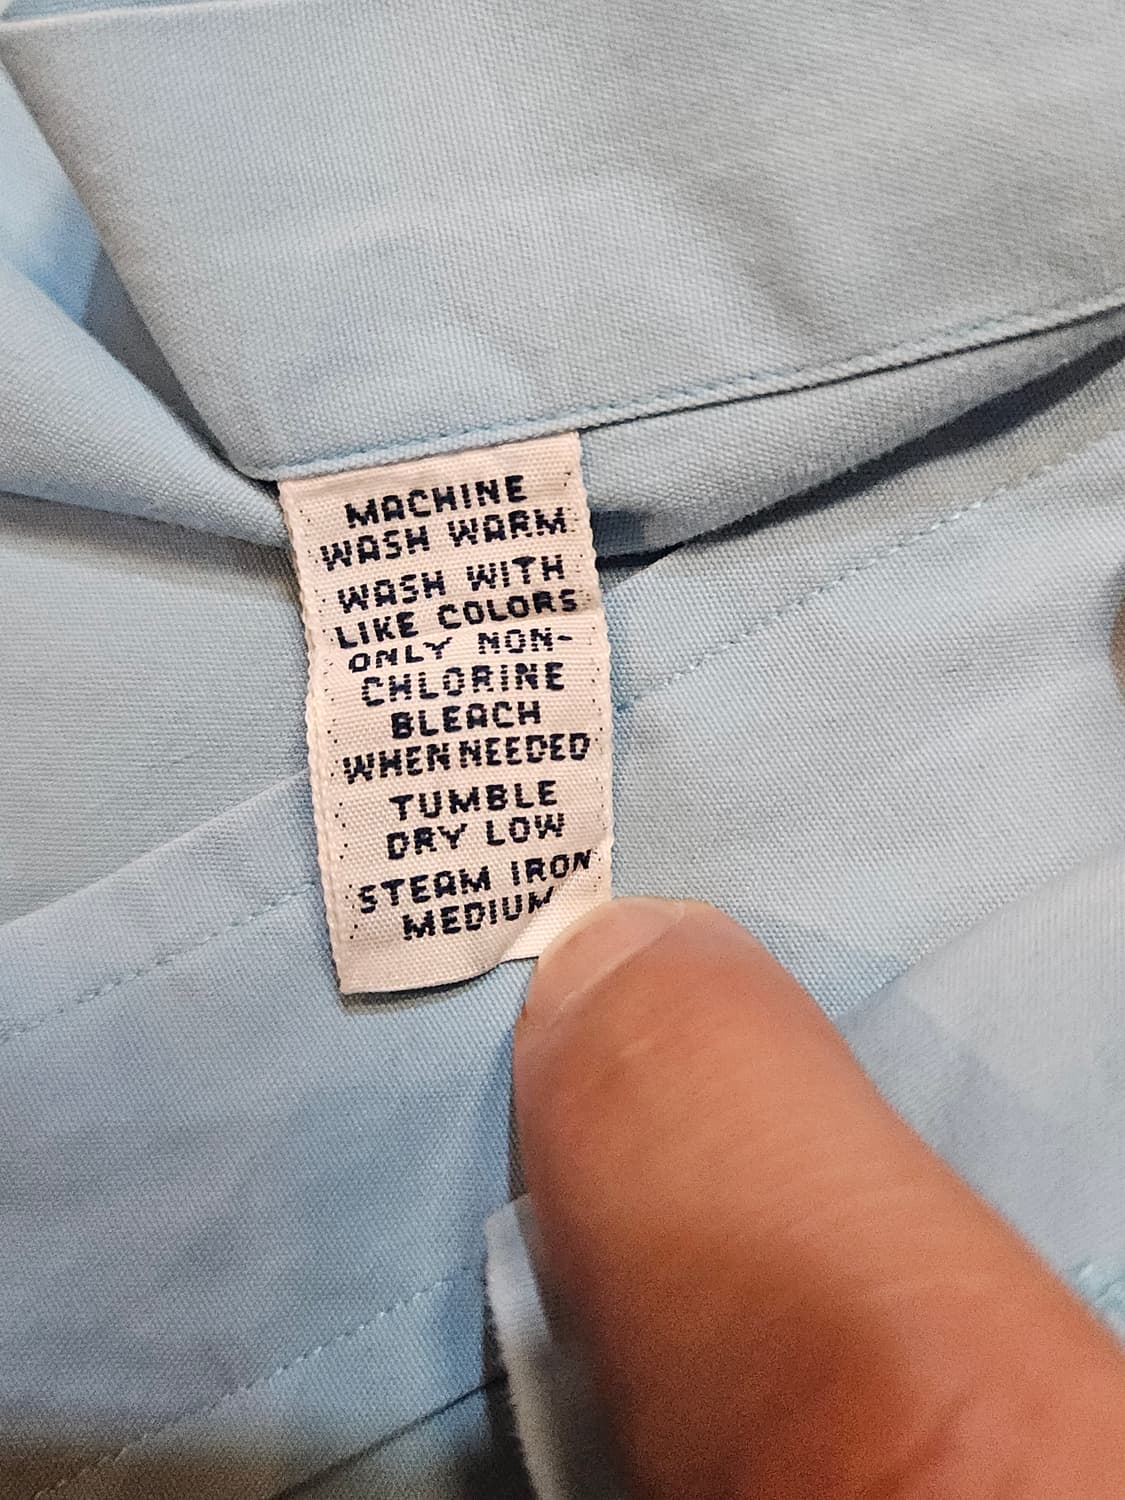 MACHINE
WASH WARM
WASH WITH
LIKE COLORS
ONLY NON-
CHLORINE
BLEACH
WHEN NEEDED
TUMBLE
DRY LOW
STEAM IRON
MEDIUM